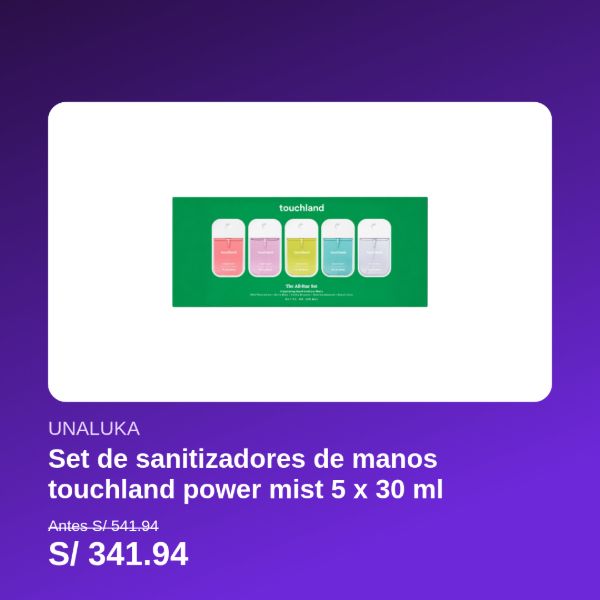 touchland
The All-Star Set
UNALUKA
Set de sanitizadores de manos
touchland power mist 5 x 30 ml
Antes S/ 541.94
S/ 341.94